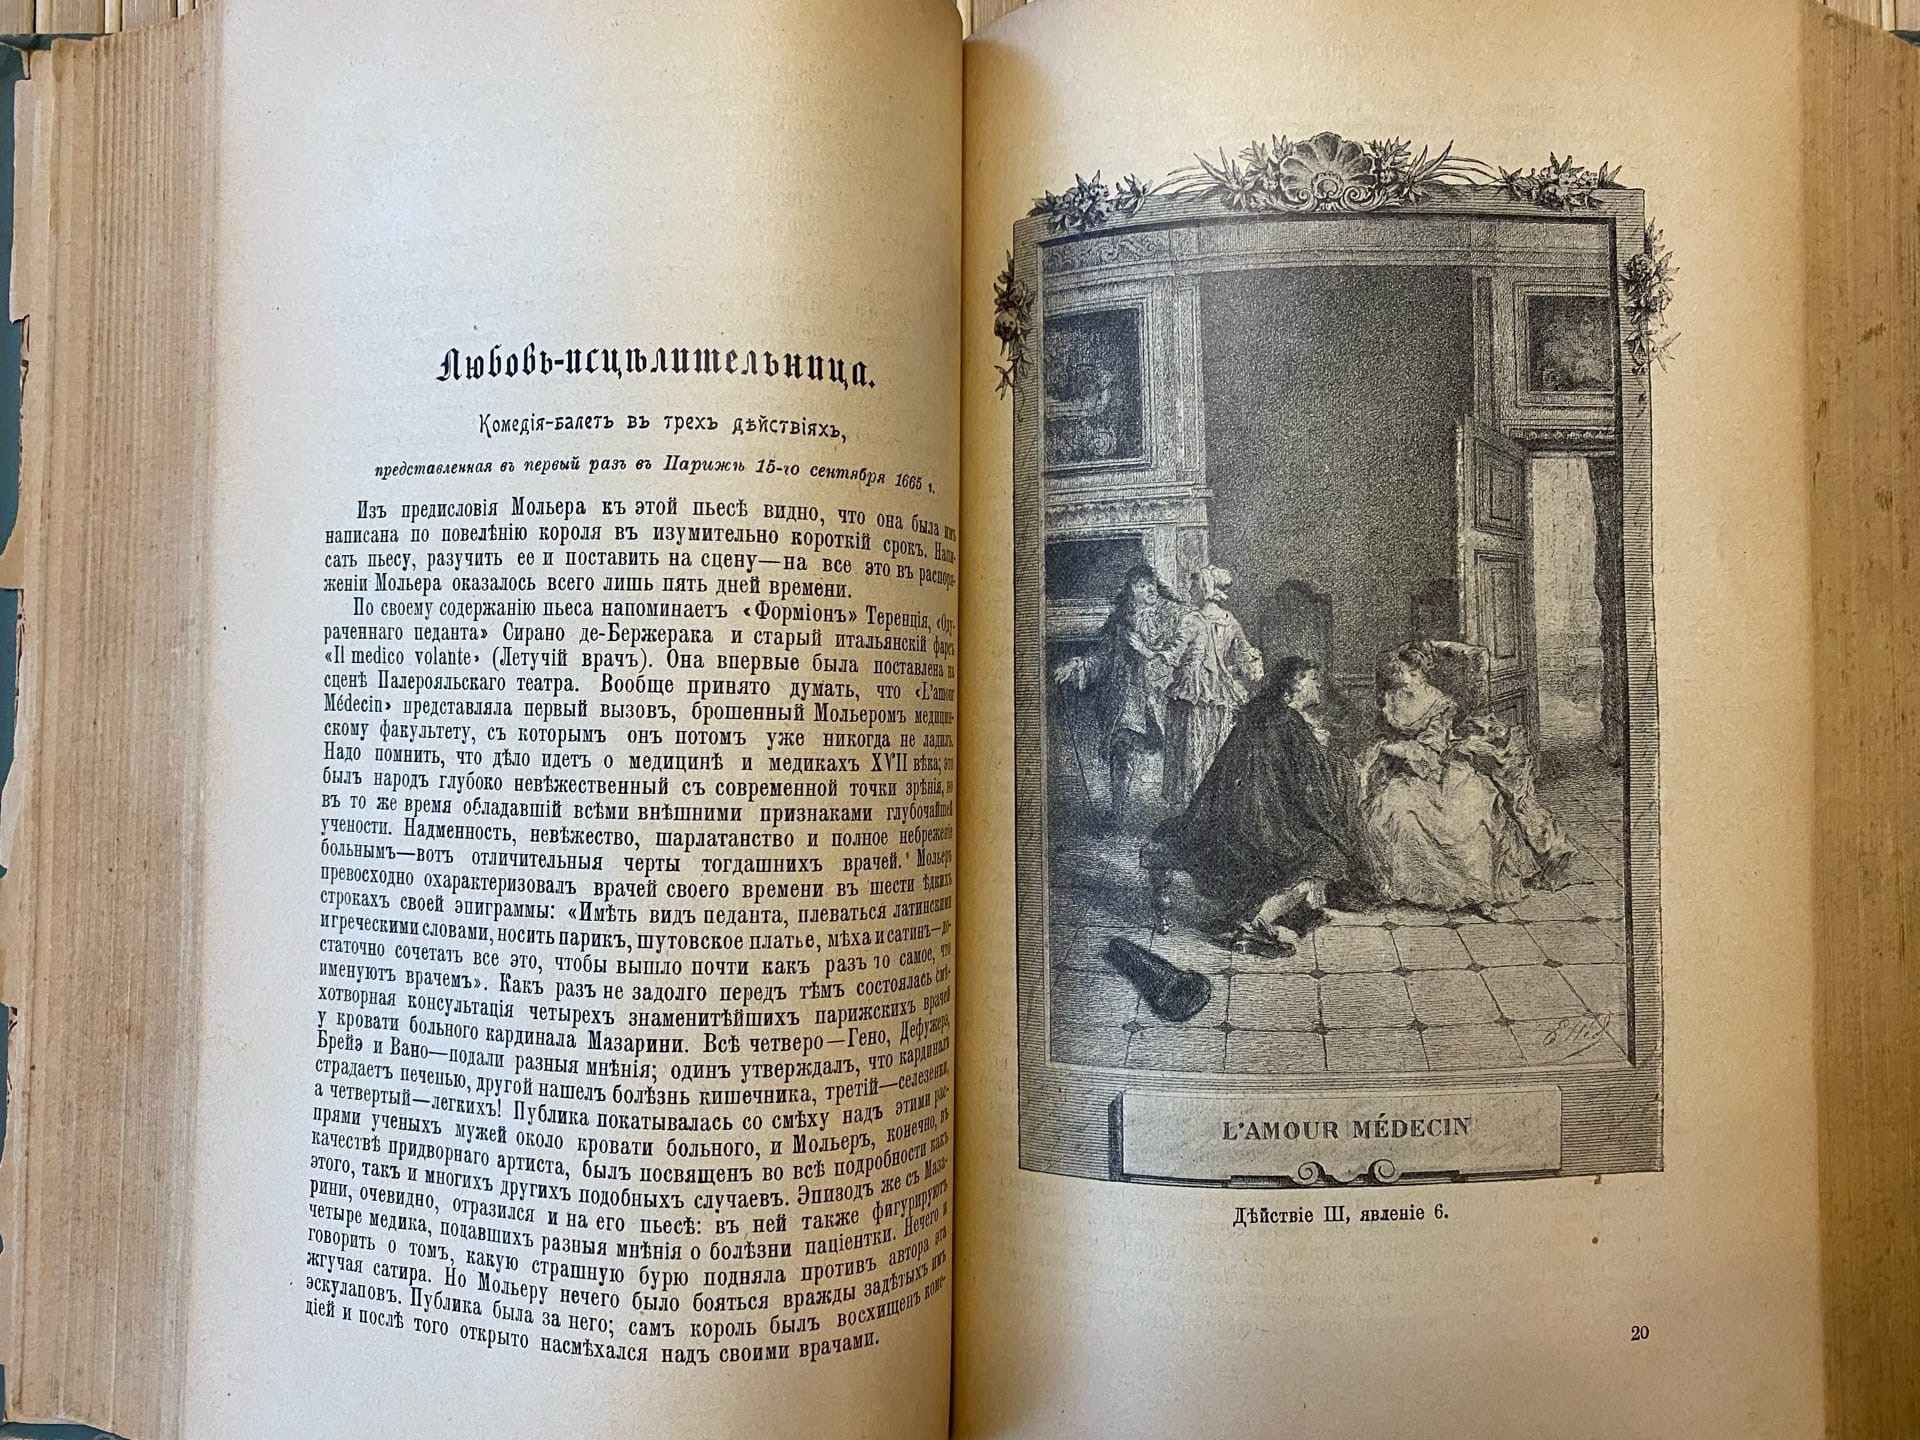 Любовь-исцѣлительница.
Комедія-балетъ въ трехъ дѣйствіяхъ,
представленная въ первый разъ въ Парижѣ 15-го сентября 1665 г.
Изъ предисловія Мольера къ этой пьесѣ видно, что она была имъ
написана по повелѣнію короля въ изумительно короткій срокъ. Напи-
сать пьесу, разучить ее и поставить на сцену—на все это въ распоря-
женіи Мольера оказалось всего лишь пять дней времени.
По своему содержанію пьеса напоминаетъ «Форміонъ» Теренція, «Оду-
раченнаго педанта» Сирано де-Бержерака и старый итальянскій фарсъ
«Il medico volante» (Летучій врачъ). Она впервые была поставлена на
сценѣ Палерояльскаго театра. Вообще принято думать, что «L'amour
Médecin» представляла первый вызовъ, брошенный Мольеромъ медицин-
скому факультету, съ которымъ онъ потомъ уже никогда не ладилъ.
Надо помнить, что дѣло идетъ о медицинѣ и медикахъ XVII вѣка; это
былъ народъ глубоко невѣжественный съ современной точки зрѣнія, но
въ то же время обладавшій всѣми внѣшними признаками глубочайшей
учености. Надменность, невѣжество, шарлатанство и полное небреженіе
больнымъ—вотъ отличительныя черты тогдашнихъ врачей. Мольеръ
превосходно охарактеризовалъ врачей своего времени въ шести ѣдкихъ
строкахъ своей эпиграммы: «Имѣть видъ педанта, плеваться латинскими
и греческими словами, носить парикъ, шутовское платье, мѣха и сатинъ—до-
статочно сочетать все это, чтобы вышло почти какъ разъ то самое, что
именуютъ врачемъ». Какъ разъ не задолго передъ тѣмъ состоялась смѣ-
хотворная консультація четырехъ знаменитѣйшихъ парижскихъ врачей
у кровати больного кардинала Мазарини. Всѣ четверо—Гено, Дефужера,
Брейэ и Вано—подали разныя мнѣнія; одинъ утверждалъ, что кардиналъ
страдаетъ печенью, другой нашелъ болѣзнь кишечника, третій—селезенки,
а четвертый—легкихъ! Публика покатывалась со смѣху надъ этими рас-
прями ученыхъ мужей около кровати больного, и Мольеръ, конечно, въ
качествѣ придворнаго артиста, былъ посвященъ во всѣ подробности какъ
этого, такъ и многихъ другихъ подобныхъ случаевъ. Эпизодъ же съ Маза-
рини, очевидно, отразился и на его пьесѣ: въ ней также фигурируютъ
четыре медика, подавшихъ разныя мнѣнія о болѣзни паціентки. Нечего и
говорить о томъ, какую страшную бурю подняла противъ автора эта
жгучая сатира. Но Мольеру нечего было бояться вражды задѣтыхъ имъ
эскулаповъ. Публика была за него; самъ король былъ восхищенъ коме-
діей и послѣ того открыто насмѣхался надъ своими врачами.
L'AMOUR MÉDECIN
Дѣйствіе III, явленіе 6.
20